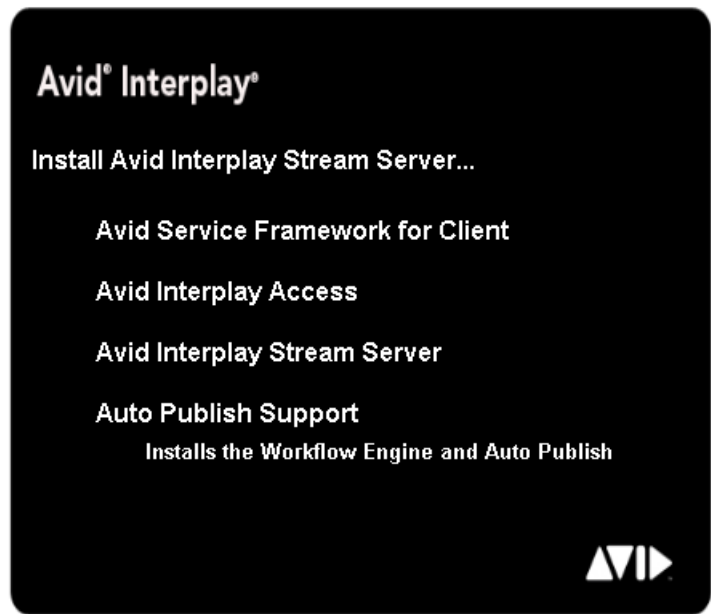 Avid® Interplay®
Install Avid Interplay Stream Server...
Avid Service Framework for Client
Avid Interplay Access
Avid Interplay Stream Server
Auto Publish Support
Installs the Workflow Engine and Auto Publish
AVID